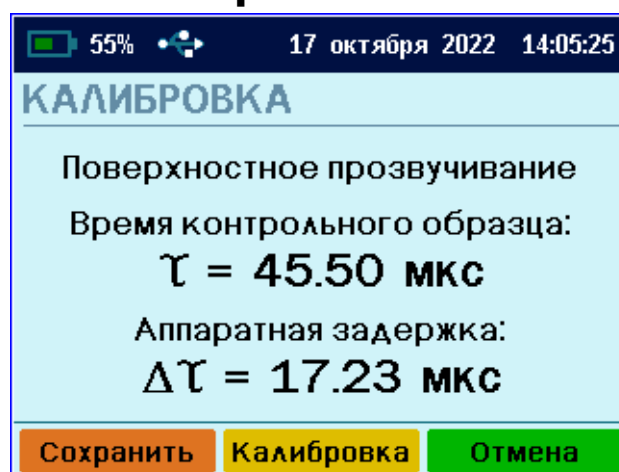 55% 17 октября 2022 14:05:25
КАЛИБРОВКА
Поверхностное прозвучивание
Время контрольного образца:
τ = 45.50 мкс
Аппаратная задержка:
Δτ = 17.23 мкс
Сохранить Калибровка Отмена